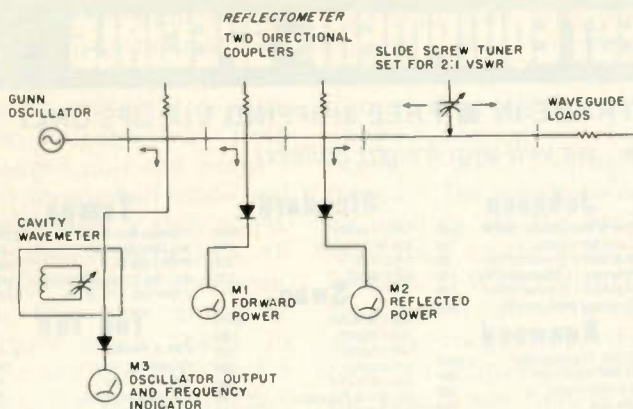 REFLECTOMETER
TWO DIRECTIONAL
COUPLERS
SLIDE SCREW TUNER
SET FOR 2:1 VSWR
GUNN
OSCILLATOR
WAVEGUIDE
LOADS
CAVITY
WAVEMETER
M1
FORWARD
POWER
M2
REFLECTED
POWER
M3
OSCILLATOR OUTPUT
AND FREQUENCY
INDICATOR